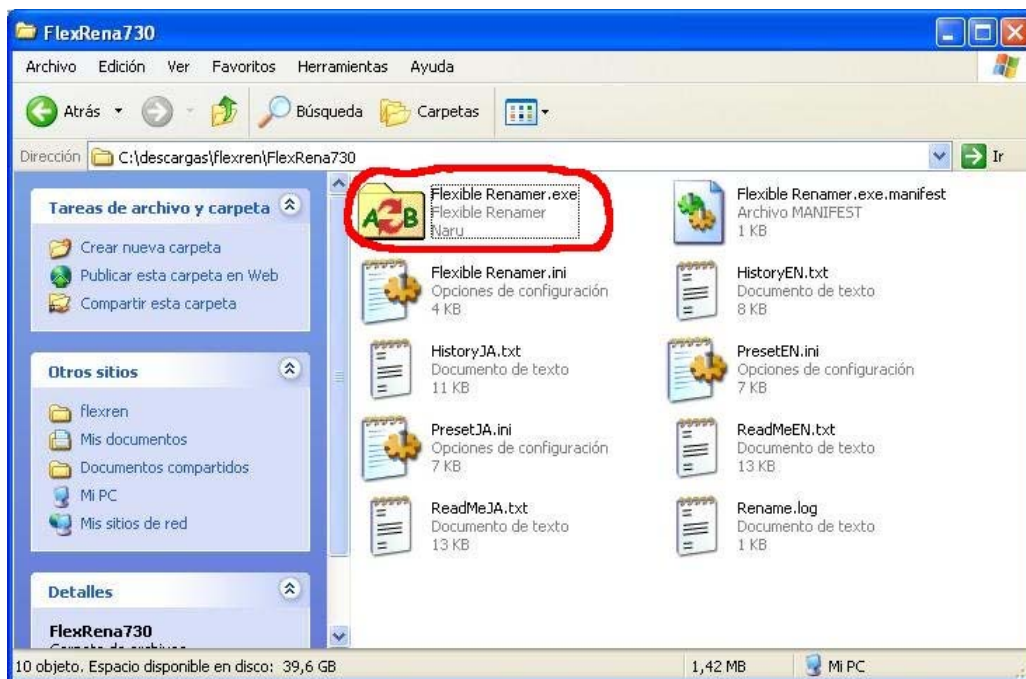 FlexRena730
Archivo Edición Ver Favoritos Herramientas Ayuda
Atrás Búsqueda Carpetas
Dirección C:\descargas\flexren\FlexRena730 Ir
Tareas de archivo y carpeta
Crear nueva carpeta
Publicar esta carpeta en Web
Compartir esta carpeta
Otros sitios
flexren
Mis documentos
Documentos compartidos
Mi PC
Mis sitios de red
Detalles
FlexRena730
Carpeta de archivos
A B
Flexible Renamer.exe
Flexible Renamer
Naru
Flexible Renamer.exe.manifest
Archivo MANIFEST
1 KB
Flexible Renamer.ini
Opciones de configuración
4 KB
HistoryEN.txt
Documento de texto
8 KB
HistoryJA.txt
Documento de texto
11 KB
PresetEN.ini
Opciones de configuración
7 KB
PresetJA.ini
Opciones de configuración
7 KB
ReadMeEN.txt
Documento de texto
13 KB
ReadMeJA.txt
Documento de texto
13 KB
Rename.log
Documento de texto
1 KB
10 objeto. Espacio disponible en disco: 39,6 GB 1,42 MB Mi PC